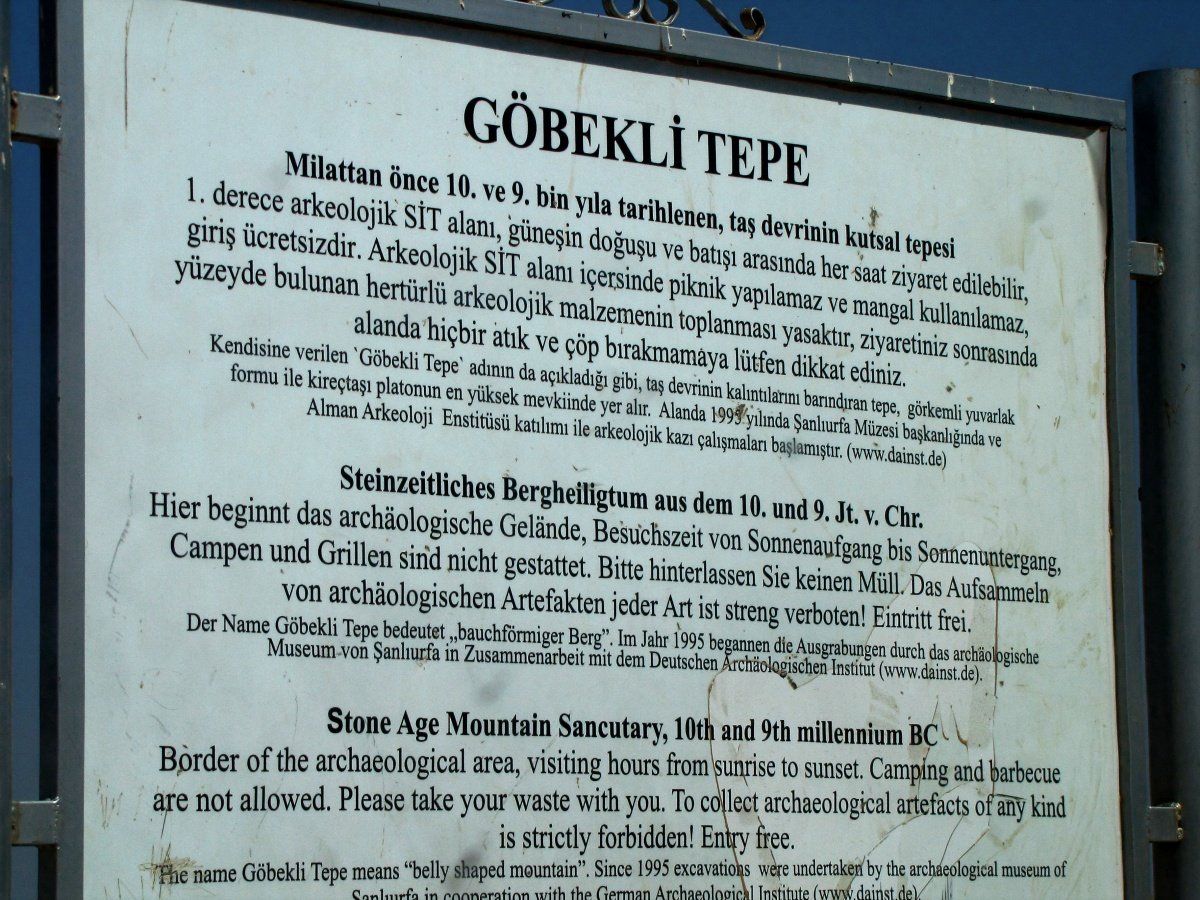 GÖBEKLİ TEPE
Milattan önce 10. ve 9. bin yıla tarihlenen, taş devrinin kutsal tepesi
1. derece arkeolojik SİT alanı, güneşin doğuşu ve batışı arasında her saat ziyaret edilebilir,
giriş ücretsizdir. Arkeolojik SİT alanı içersinde piknik yapılamaz ve mangal kullanılamaz,
yüzeyde bulunan hertürlü arkeolojik malzemenin toplanması yasaktır, ziyaretiniz sonrasında
alanda hiçbir atık ve çöp bırakmamaya lütfen dikkat ediniz.
Kendisine verilen `Göbekli Tepe` adının da açıkladığı gibi, taş devrinin kalıntılarını barındıran tepe, görkemli yuvarlak
formu ile kireçtaşı platonun en yüksek mevkiinde yer alır. Alanda 1995 yılında Şanlıurfa Müzesi başkanlığında ve
Alman Arkeoloji Enstitüsü katılımı ile arkeolojik kazı çalışmaları başlamıştır. (www.dainst.de)
Steinzeitliches Bergheiligtum aus dem 10. und 9. Jt. v. Chr.
Hier beginnt das archäologische Gelände, Besuchszeit von Sonnenaufgang bis Sonnenuntergang,
Campen und Grillen sind nicht gestattet. Bitte hinterlassen Sie keinen Müll. Das Aufsammeln
von archäologischen Artefakten jeder Art ist streng verboten! Eintritt frei.
Der Name Göbekli Tepe bedeutet „bauchförmiger Berg”. Im Jahr 1995 begannen die Ausgrabungen durch das archäologische
Museum von Şanlıurfa in Zusammenarbeit mit dem Deutschen Archäologischen Institut (www.dainst.de).
Stone Age Mountain Sancutary, 10th and 9th millennium BC
Border of the archaeological area, visiting hours from sunrise to sunset. Camping and barbecue
are not allowed. Please take your waste with you. To collect archaeological artefacts of any kind
is strictly forbidden! Entry free.
The name Göbekli Tepe means “belly shaped mountain”. Since 1995 excavations were undertaken by the archaeological museum of
Şanlıurfa in cooperation with the German Archaeological Institute (www.dainst.de).